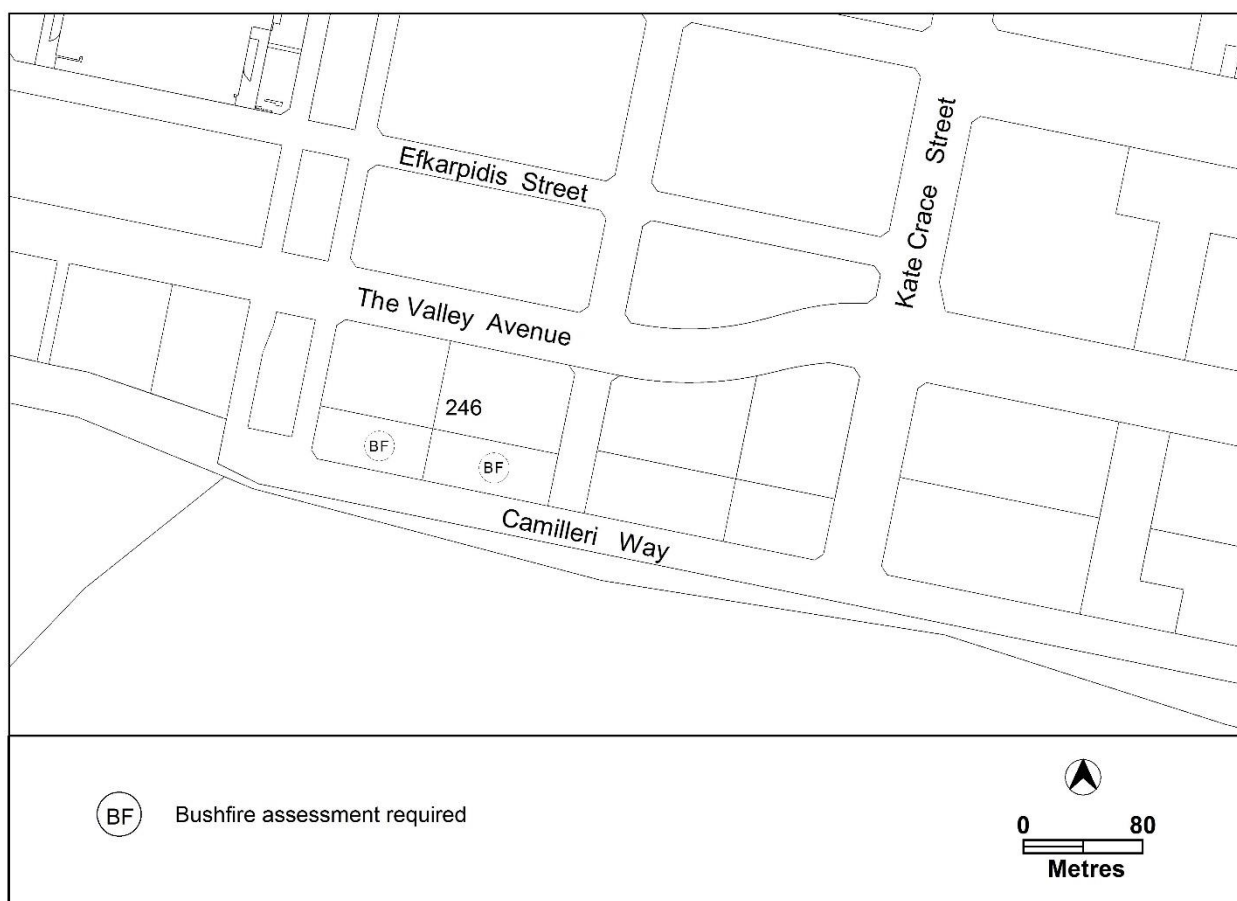 Efkarpidis Street
Kate Crace Street
The Valley Avenue
246
BF
BF
Camilleri Way
BF Bushfire assessment required
0 80
Metres